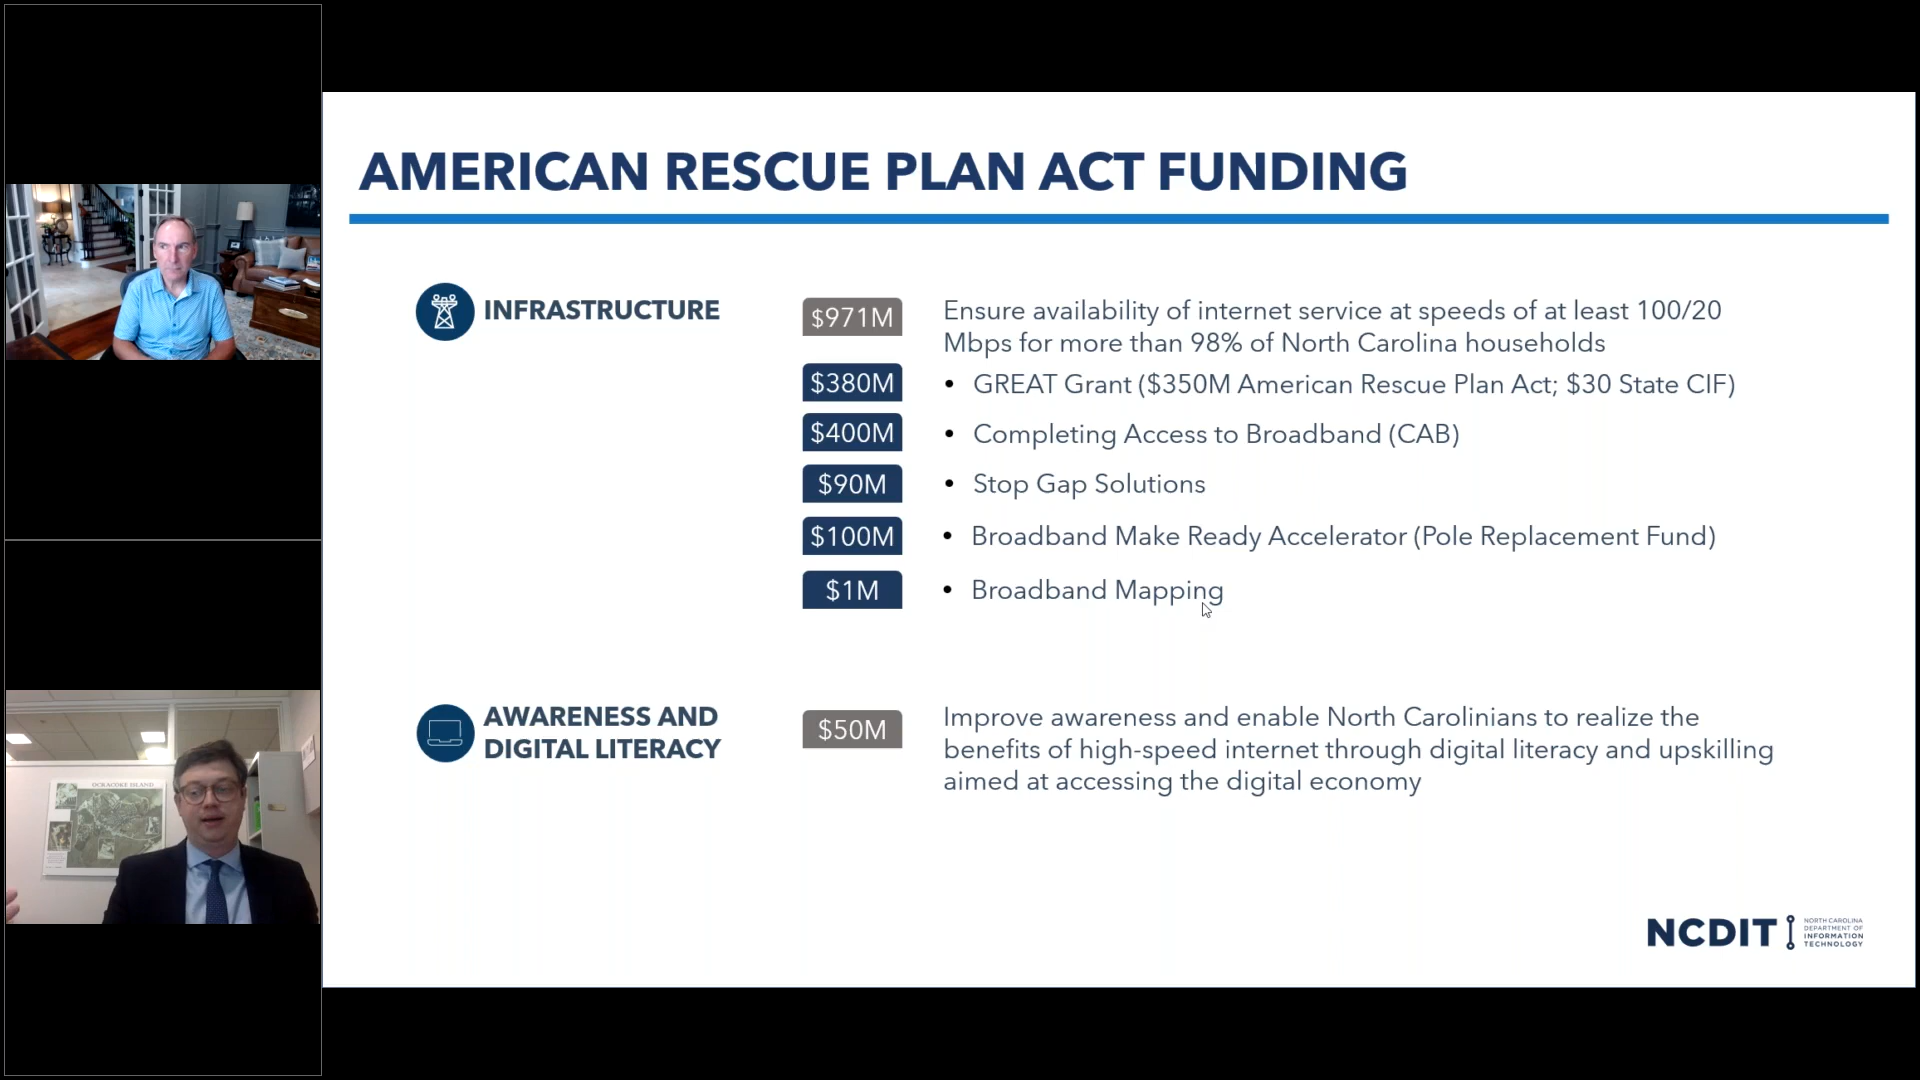 AMERICAN RESCUE PLAN ACT FUNDING
INFRASTRUCTURE
$971M
Ensure availability of internet service at speeds of at least 100/20
Mbps for more than 98% of North Carolina households
$380M
• GREAT Grant ($350M American Rescue Plan Act; $30 State CIF)
$400M
• Completing Access to Broadband (CAB)
$90M
• Stop Gap Solutions
$100M
• Broadband Make Ready Accelerator (Pole Replacement Fund)
$1M
• Broadband Mapping
AWARENESS AND
DIGITAL LITERACY
$50M
Improve awareness and enable North Carolinians to realize the
benefits of high-speed internet through digital literacy and upskilling
aimed at accessing the digital economy
OCRACOKE ISLAND
NCDIT
NORTH CAROLINA
DEPARTMENT OF
INFORMATION
TECHNOLOGY